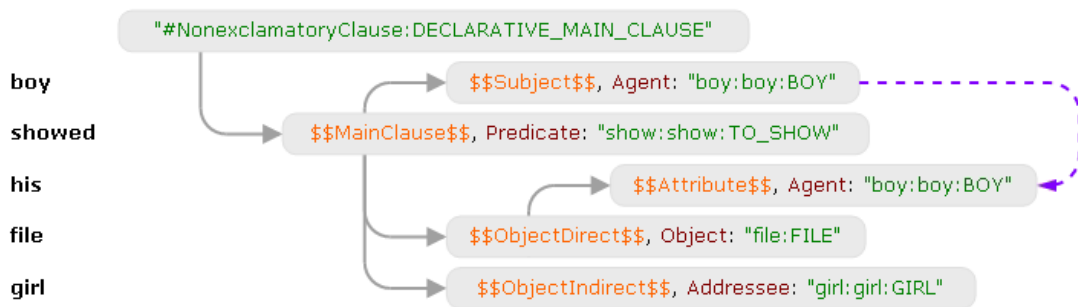 "#NonexclamatoryClause:DECLARATIVE_MAIN_CLAUSE"
boy $$Subject$$, Agent: "boy:boy:BOY"
showed $$MainClause$$, Predicate: "show:show:TO_SHOW"
his $$Attribute$$, Agent: "boy:boy:BOY"
file $$ObjectDirect$$, Object: "file:FILE"
girl $$ObjectIndirect$$, Addressee: "girl:girl:GIRL"